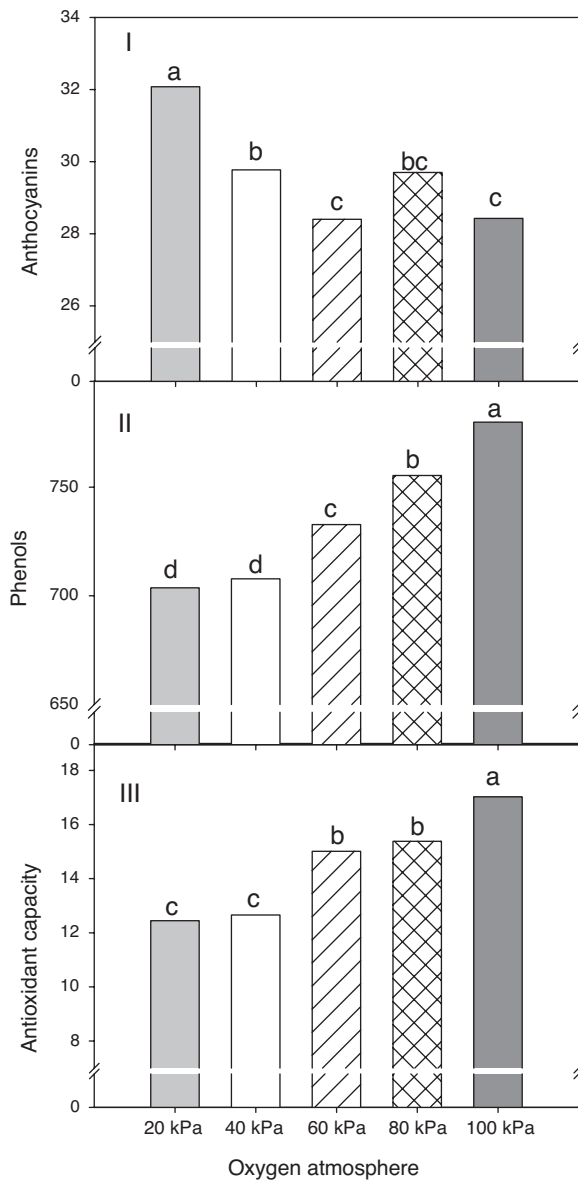 34
I
a
32
b
bc
30
c
c
28
26
0
Anthocyanins
II
a
b
750
c
d
d
700
650
0
Phenols
18
III
a
16
b
b
14
c
c
12
10
8
0
Antioxidant capacity
20 kPa 40 kPa 60 kPa 80 kPa 100 kPa
Oxygen atmosphere